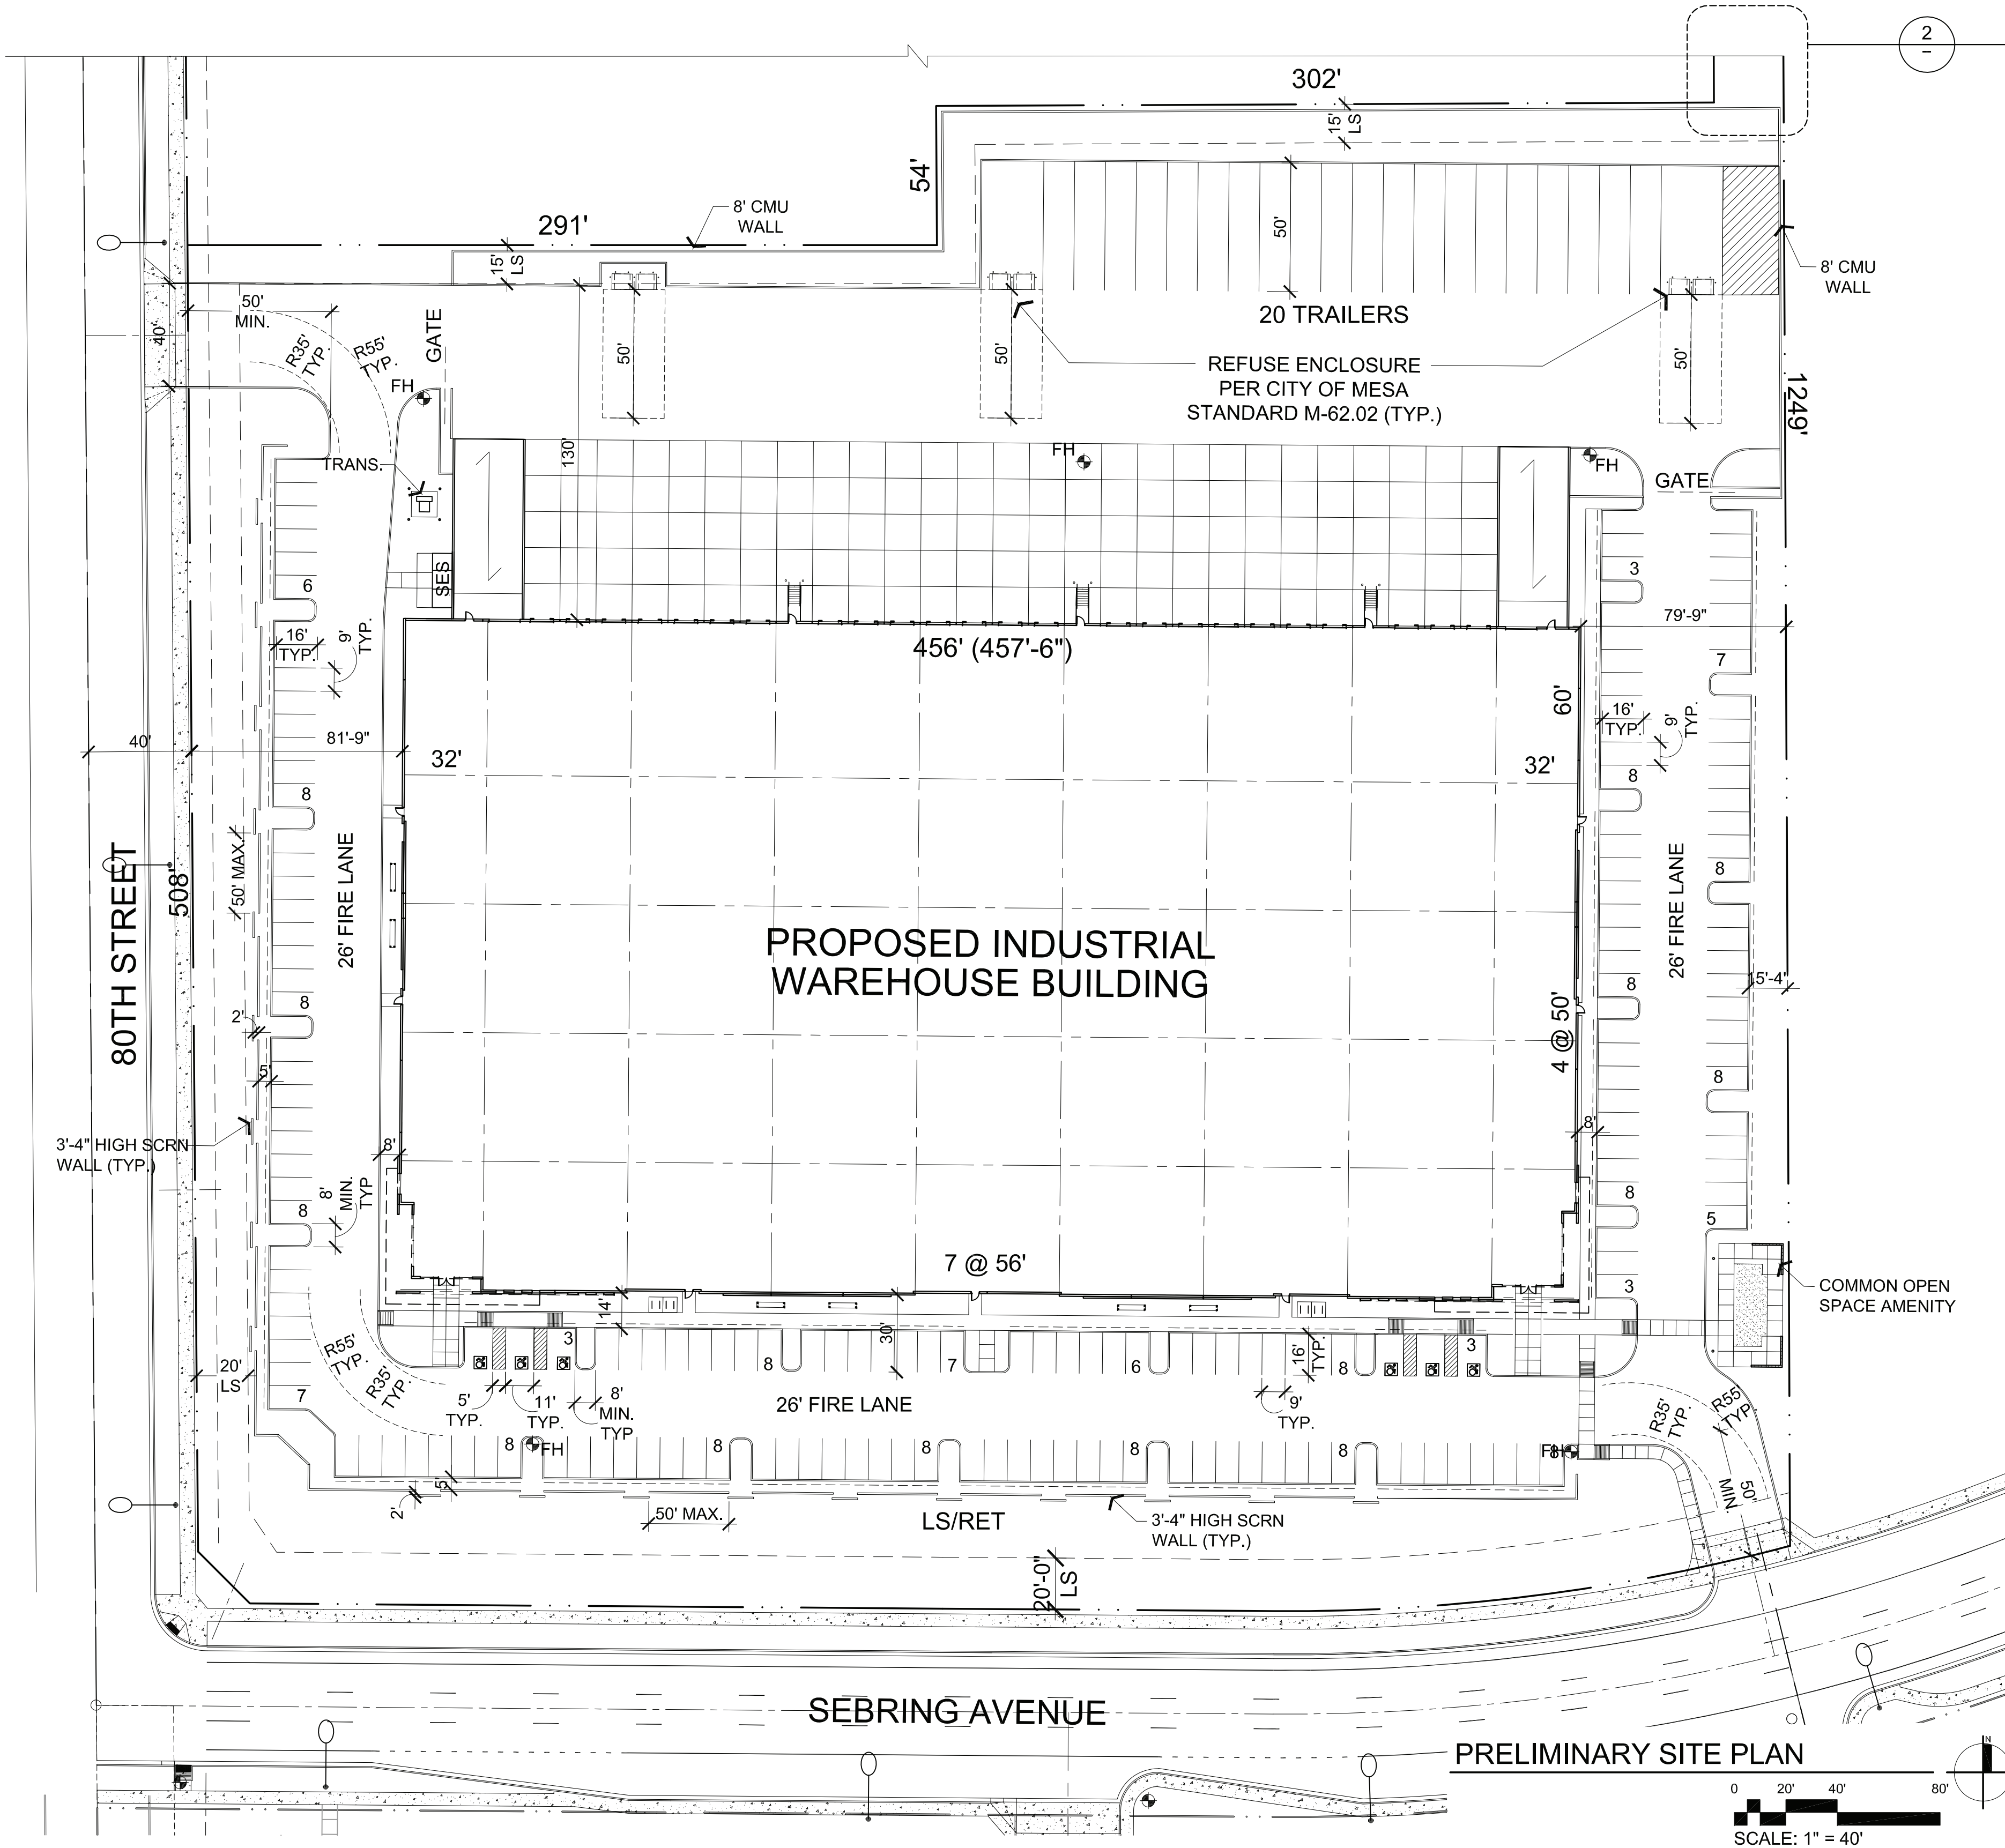 2
--
302'
15'
LS
54'
8' CMU
WALL
291'
15'
LS
50'
8' CMU
WALL
50'
MIN.
40'
R35'
TYP.
R55'
TYP.
GATE
FH
50'
50'
20 TRAILERS
50'
REFUSE ENCLOSURE
PER CITY OF MESA
STANDARD M-62.02 (TYP.)
1249'
TRANS.
130'
FH
FH
GATE
SES
6
3
16'
TYP.
9'
TYP.
79'-9"
456' (457'-6")
60'
7
16'
TYP.
9'
TYP.
40'
81'-9"
32'
32'
8
8
80TH STREET
508'
50' MAX.
26' FIRE LANE
26' FIRE LANE
8
PROPOSED INDUSTRIAL
WAREHOUSE BUILDING
15'-4"
8
8
2'
4 @ 50'
5'
8
3'-4" HIGH SCRN
WALL (TYP.)
8'
8'
8'
MIN.
TYP
8
8
5
7 @ 56'
3
COMMON OPEN
SPACE AMENITY
14'
30'
R55'
TYP.
R35'
TYP.
3
8
7
6
16'
TYP.
8
3
20'
LS
7
5'
TYP.
11'
TYP.
8'
MIN.
TYP
26' FIRE LANE
9'
TYP.
R35'
TYP.
R55'
TYP.
8
FH
8
8
8
8
FH
8
50'
MIN.
5'
2'
50' MAX.
LS/RET
3'-4" HIGH SCRN
WALL (TYP.)
20'-0"
LS
SEBRING AVENUE
PRELIMINARY SITE PLAN
N
0 20' 40' 80'
SCALE: 1" = 40'